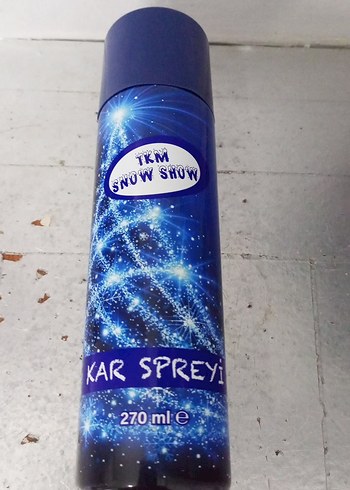 TKM
SNOW SHOW
KAR SPREYİ
270 ml ℮